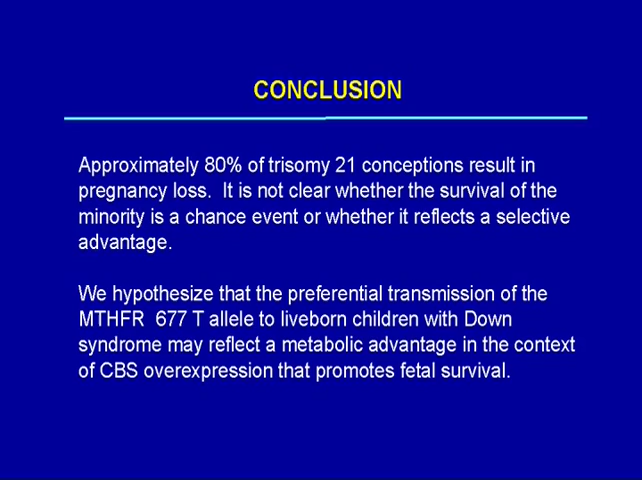 CONCLUSION
Approximately 80% of trisomy 21 conceptions result in
pregnancy loss.  It is not clear whether the survival of the
minority is a chance event or whether it reflects a selective
advantage.
We hypothesize that the preferential transmission of the
MTHFR  677 T allele to liveborn children with Down
syndrome may reflect a metabolic advantage in the context
of CBS overexpression that promotes fetal survival.